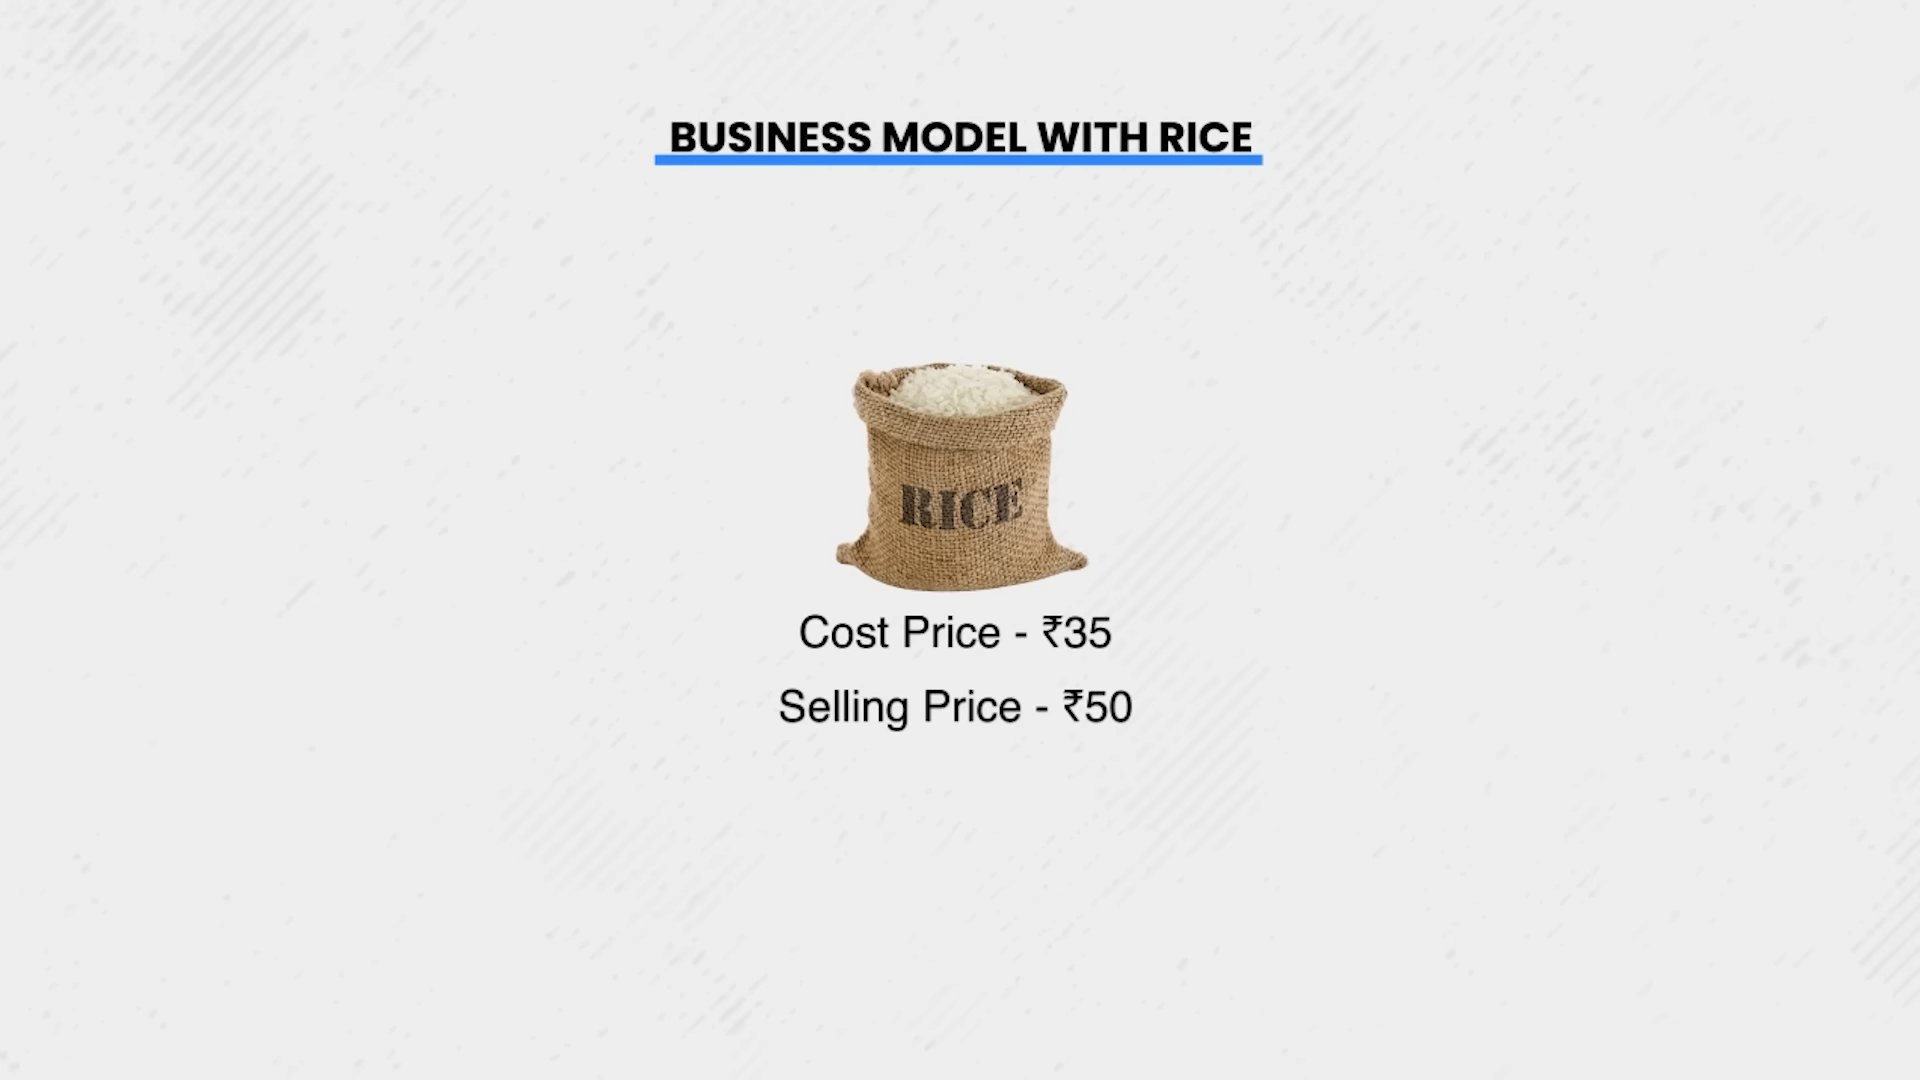 BUSINESS MODEL WITH RICE
RICE
Cost Price - ₹35
Selling Price - ₹50